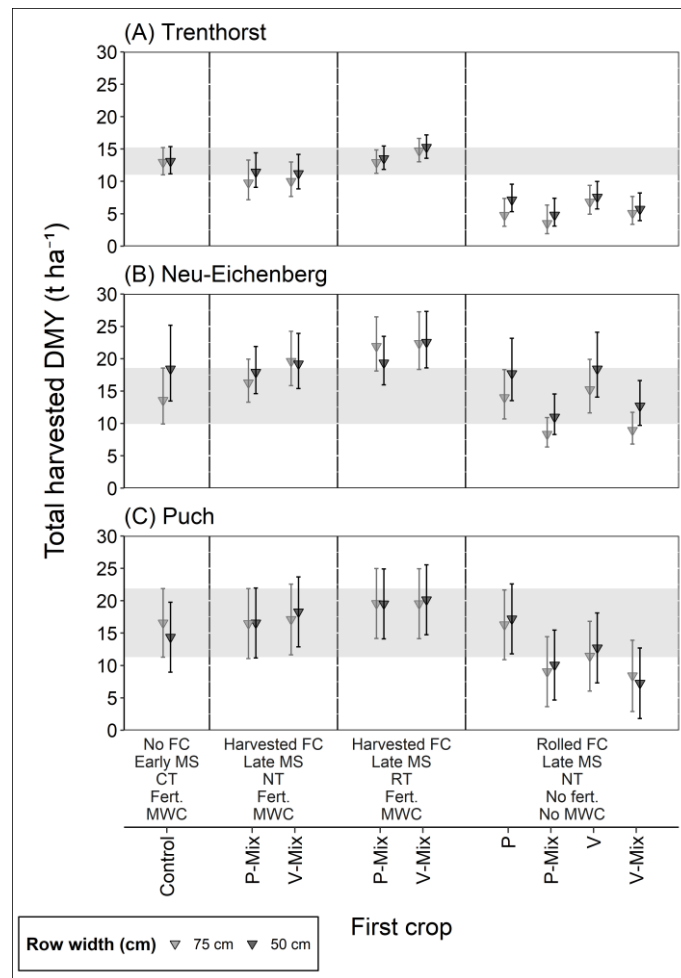 (A) Trenthorst
30
25
20
15
10
5
0
(B) Neu-Eichenberg
30
25
20
15
10
5
0
(C) Puch
30
25
20
15
10
5
0
Total harvested DMY (t ha⁻¹)
No FC
Early MS
CT
Fert.
MWC
Harvested FC
Late MS
NT
Fert.
MWC
Harvested FC
Late MS
RT
Fert.
MWC
Rolled FC
Late MS
NT
No fert.
No MWC
Control
P-Mix
V-Mix
P-Mix
V-Mix
P
P-Mix
V
V-Mix
First crop
Row width (cm) 75 cm 50 cm